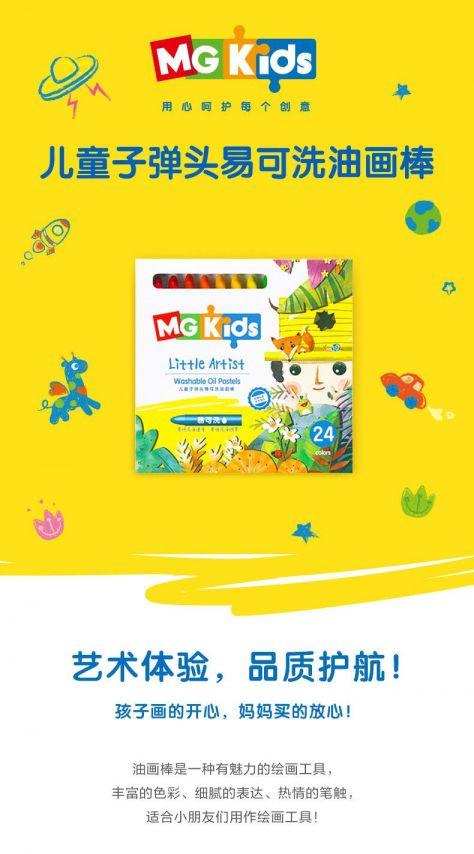 MG Kids
用心呵护每个创意
儿童子弹头易可洗油画棒
MG Kids
Little Artist
Washable Oil Pastels
儿童子弹头易可洗油画棒
易可洗
24
colors
艺术体验，品质护航！
孩子画的开心，妈妈买的放心！
油画棒是一种有魅力的绘画工具，
丰富的色彩、细腻的表达、热情的笔触，
适合小朋友们用作绘画工具！